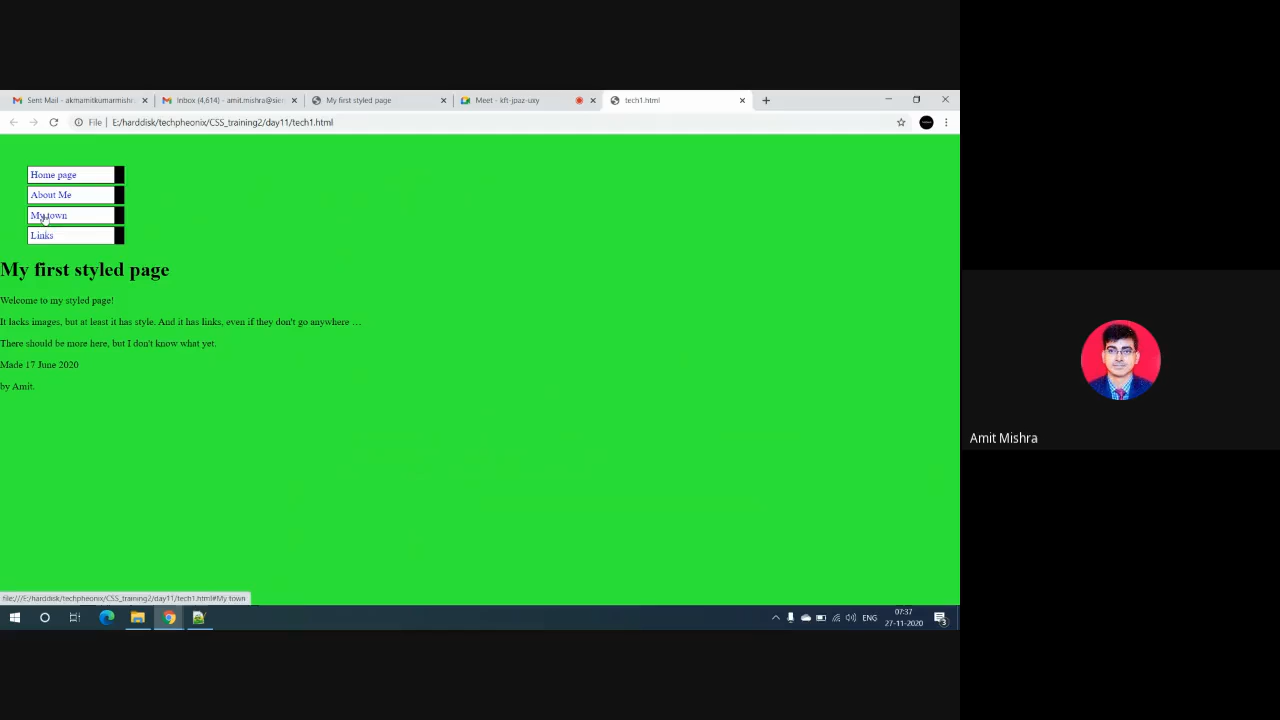 Sent Mail - akmamitkumarmishr
Inbox (4,614) - amit.mishra@sier
My first styled page
Meet - kft-jpaz-uxy
tech1.html
File
E:/harddisk/techpheonix/CSS_training2/day11/tech1.html
Home page
About Me
My town
Links
My first styled page
Welcome to my styled page!
It lacks images, but at least it has style. And it has links, even if they don't go anywhere …
There should be more here, but I don't know what yet.
Made 17 June 2020
by Amit.
Amit Mishra
file:///E:/harddisk/techpheonix/CSS_training2/day11/tech1.html#My town
ENG
07:37
27-11-2020
3